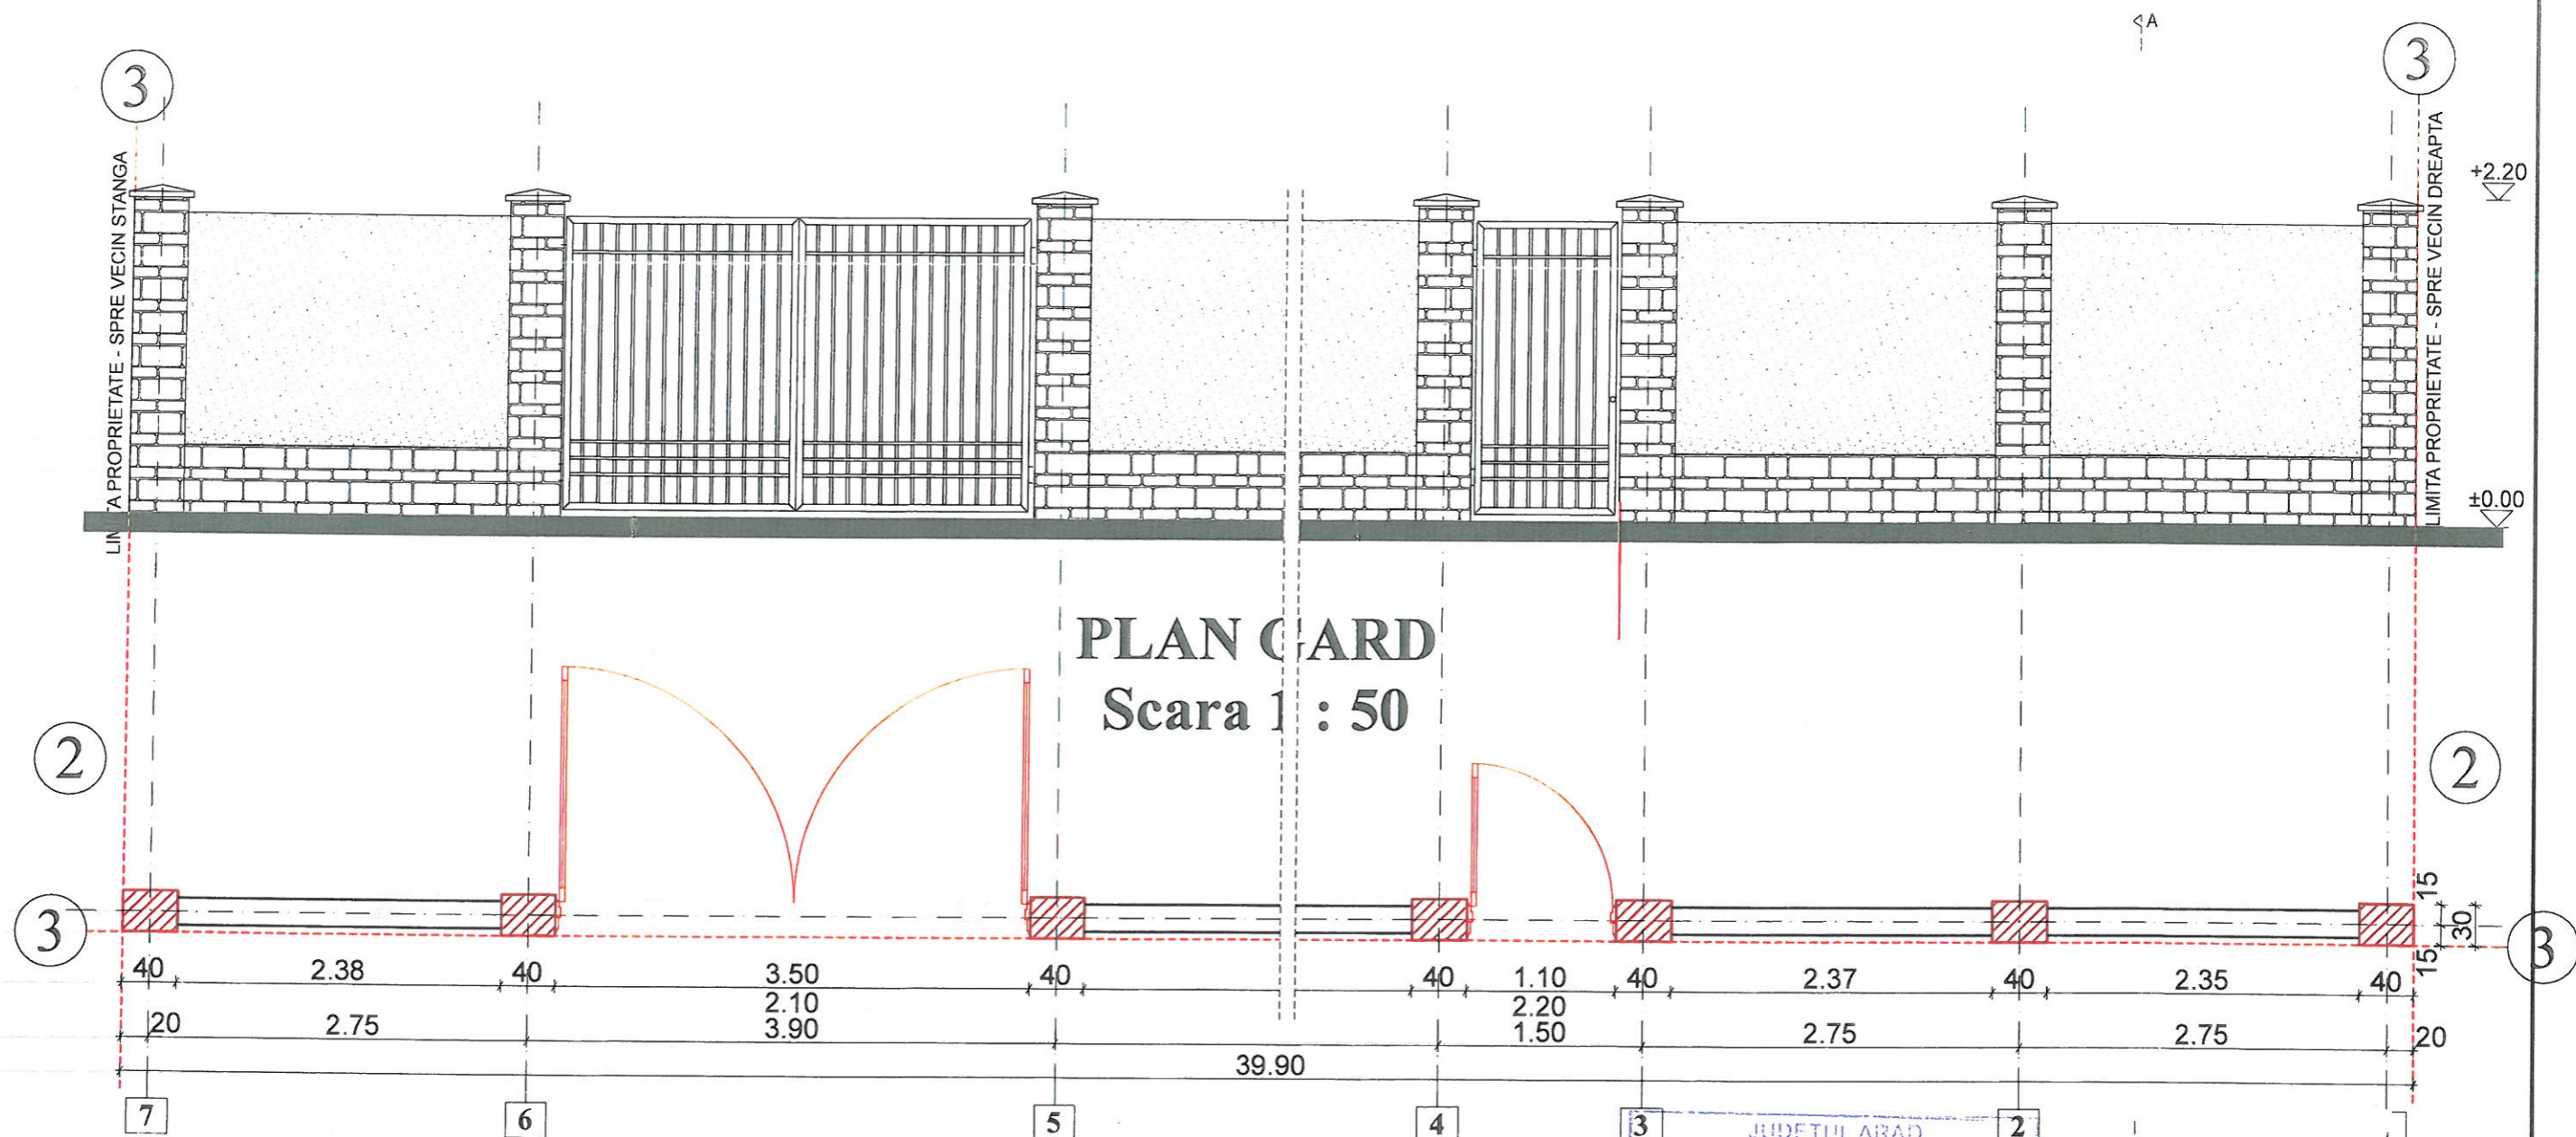 A
3
3
LIMITA PROPRIETATE - SPRE VECIN STANGA
LIMITA PROPRIETATE - SPRE VECIN DREAPTA
+2.20
±0.00
PLAN GARD
Scara 1 : 50
2
2
3
3
15
30
15
40 2.38 40 3.50 40 40 1.10 40 2.37 40 2.35 40
2.10 2.20
20 2.75 3.90 1.50 2.75 2.75 20
39.90
7 6 5 4 3 2
JUDETUL ARAD